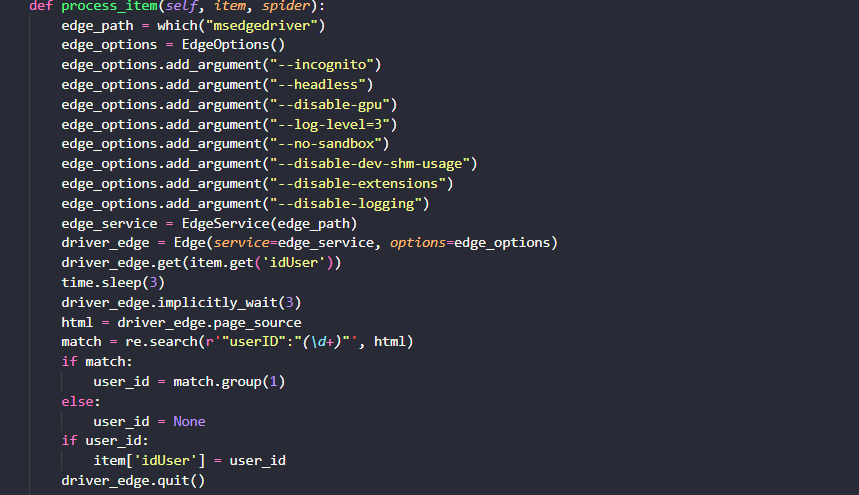 def process_item(self, item, spider):
    edge_path = which("msedgedriver")
    edge_options = EdgeOptions()
    edge_options.add_argument("--incognito")
    edge_options.add_argument("--headless")
    edge_options.add_argument("--disable-gpu")
    edge_options.add_argument("--log-level=3")
    edge_options.add_argument("--no-sandbox")
    edge_options.add_argument("--disable-dev-shm-usage")
    edge_options.add_argument("--disable-extensions")
    edge_options.add_argument("--disable-logging")
    edge_service = EdgeService(edge_path)
    driver_edge = Edge(service=edge_service, options=edge_options)
    driver_edge.get(item.get('idUser'))
    time.sleep(3)
    driver_edge.implicitly_wait(3)
    html = driver_edge.page_source
    match = re.search(r'"userID":"(\d+)"', html)
    if match:
        user_id = match.group(1)
    else:
        user_id = None
    if user_id:
        item['idUser'] = user_id
    driver_edge.quit()